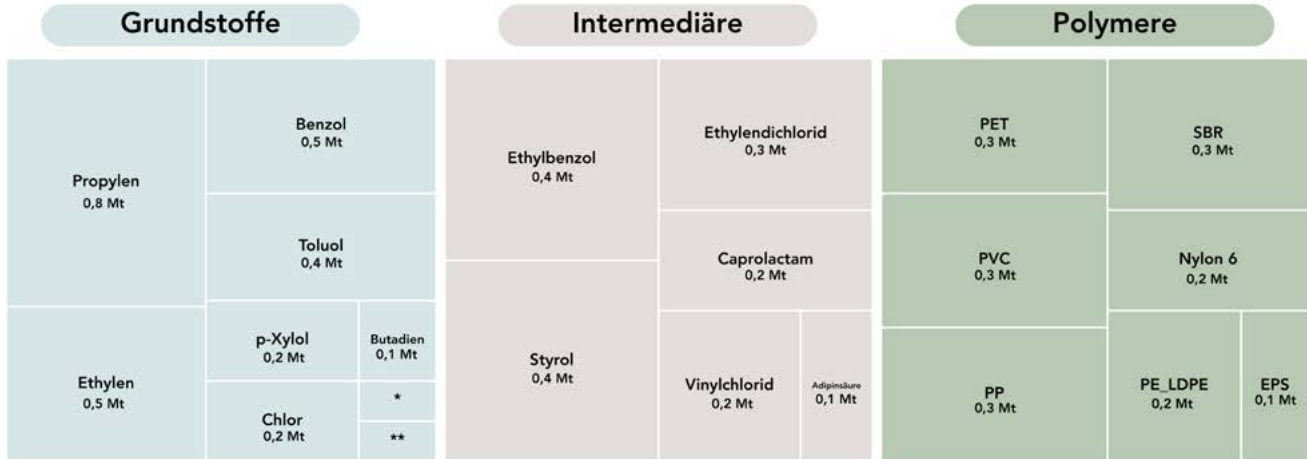 Grundstoffe
Propylen
0,8 Mt
Benzol
0,5 Mt
Toluol
0,4 Mt
Ethylen
0,5 Mt
p-Xylol
0,2 Mt
Butadien
0,1 Mt
Chlor
0,2 Mt
*
**
Intermediäre
Ethylbenzol
0,4 Mt
Ethylendichlorid
0,3 Mt
Caprolactam
0,2 Mt
Styrol
0,4 Mt
Vinylchlorid
0,2 Mt
Adipinsäure
0,1 Mt
Polymere
PET
0,3 Mt
SBR
0,3 Mt
PVC
0,3 Mt
Nylon 6
0,2 Mt
PP
0,3 Mt
PE_LDPE
0,2 Mt
EPS
0,1 Mt